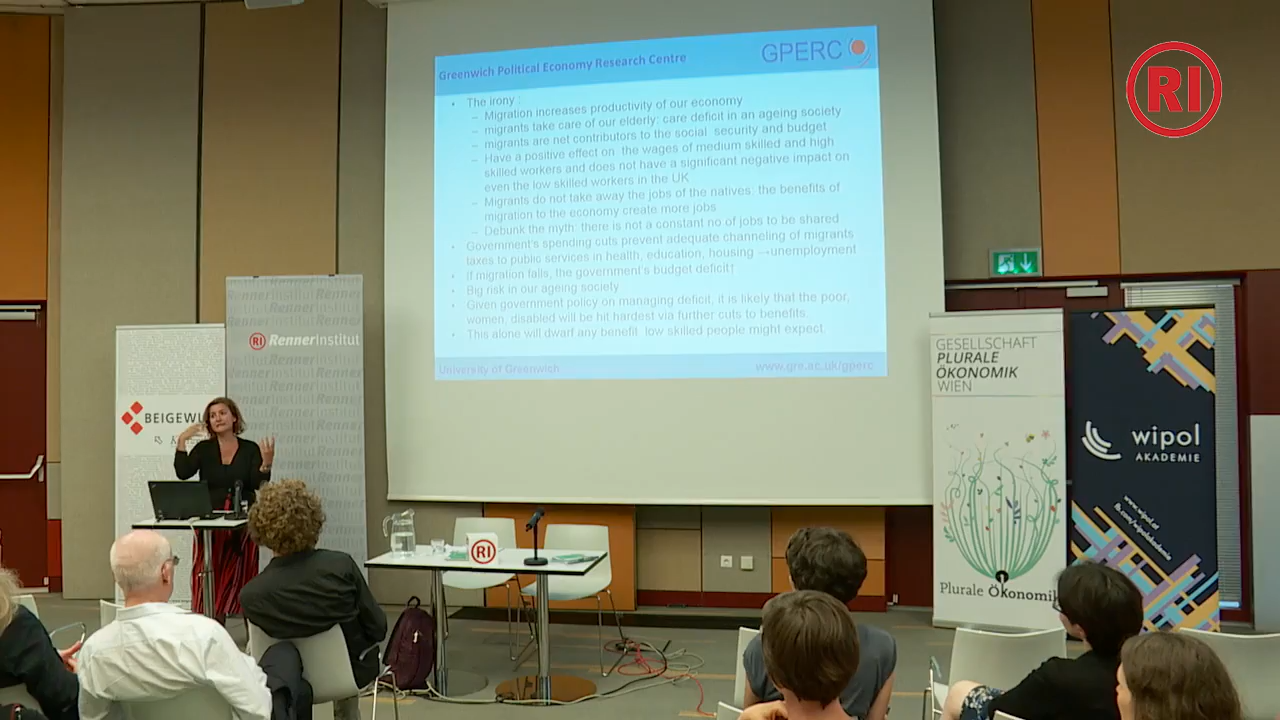 Greenwich Political Economy Research Centre
GPERC
• The irony :
– Migration increases productivity of our economy
– migrants take care of our elderly: care deficit in an ageing society
– migrants are net contributors to the social security and budget
– Have a positive effect on the wages of medium skilled and high
skilled workers and does not have a significant negative impact on
even the low skilled workers in the UK
– Migrants do not take away the jobs of the natives: the benefits of
migration to the economy create more jobs
– Debunk the myth: there is not a constant no of jobs to be shared
• Government's spending cuts prevent adequate channeling of migrants
taxes to public services in health, education, housing →unemployment
• If migration falls, the government's budget deficit↑
• Big risk in our ageing society
• Given government policy on managing deficit, it is likely that the poor,
women, disabled will be hit hardest via further cuts to benefits.
• This alone will dwarf any benefit low skilled people might expect.
University of Greenwich
www.gre.ac.uk/gperc
RI
RI RennerInstitut
BEIGEWU
RI
GESELLSCHAFT
PLURALE
ÖKONOMIK
WIEN
Plurale Ökonomik
wipol
AKADEMIE
www.wipol.at
fb.com/wipolakademie